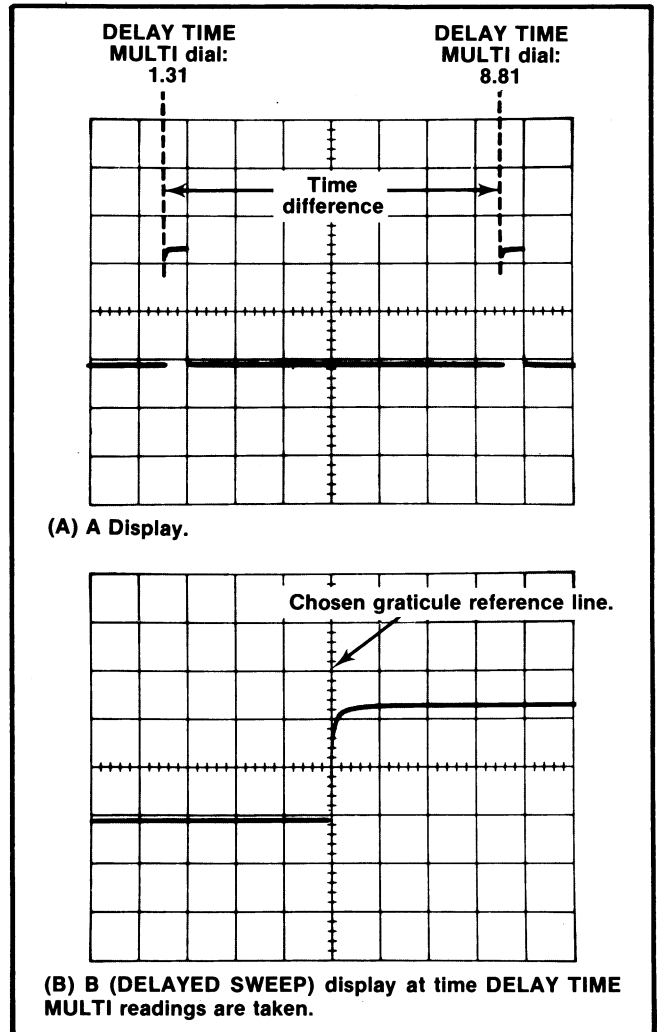 DELAY TIME
MULTI dial:
1.31
DELAY TIME
MULTI dial:
8.81
Time
difference
(A) A Display.
Chosen graticule reference line.
(B) B (DELAYED SWEEP) display at time DELAY TIME
MULTI readings are taken.